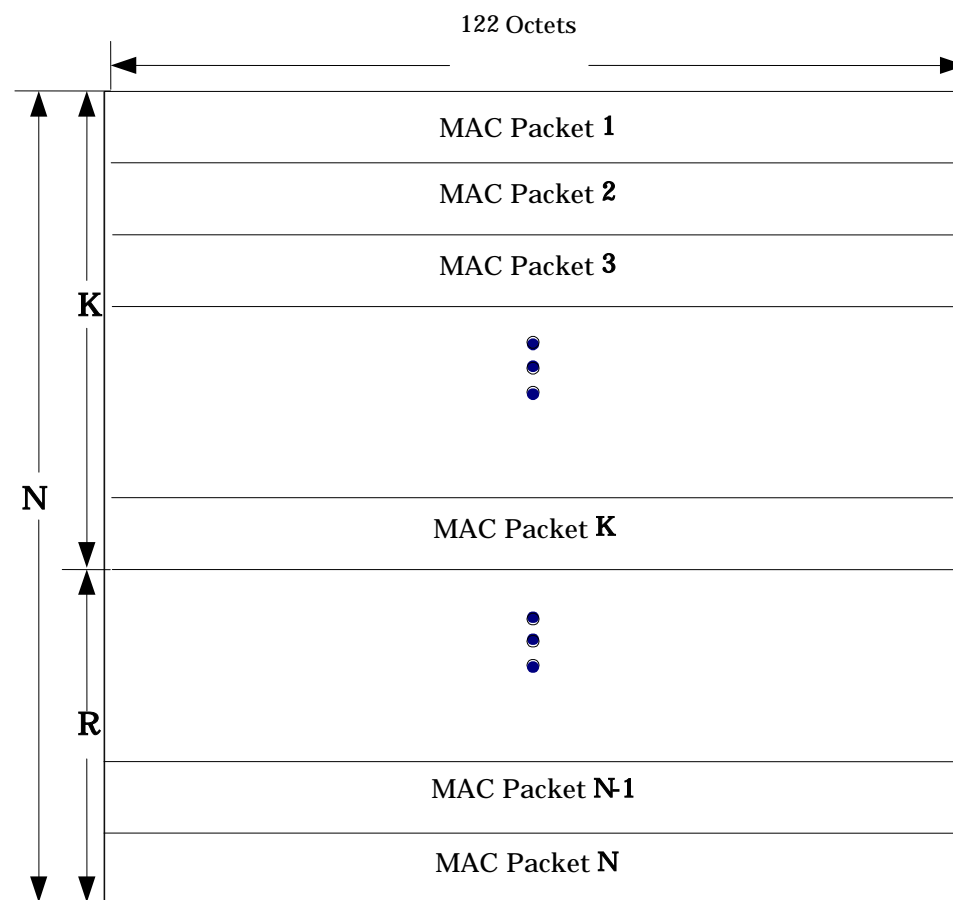 122 Octets
MAC Packet 1
MAC Packet 2
MAC Packet 3
K
N
MAC Packet K
R
MAC Packet N-1
MAC Packet N